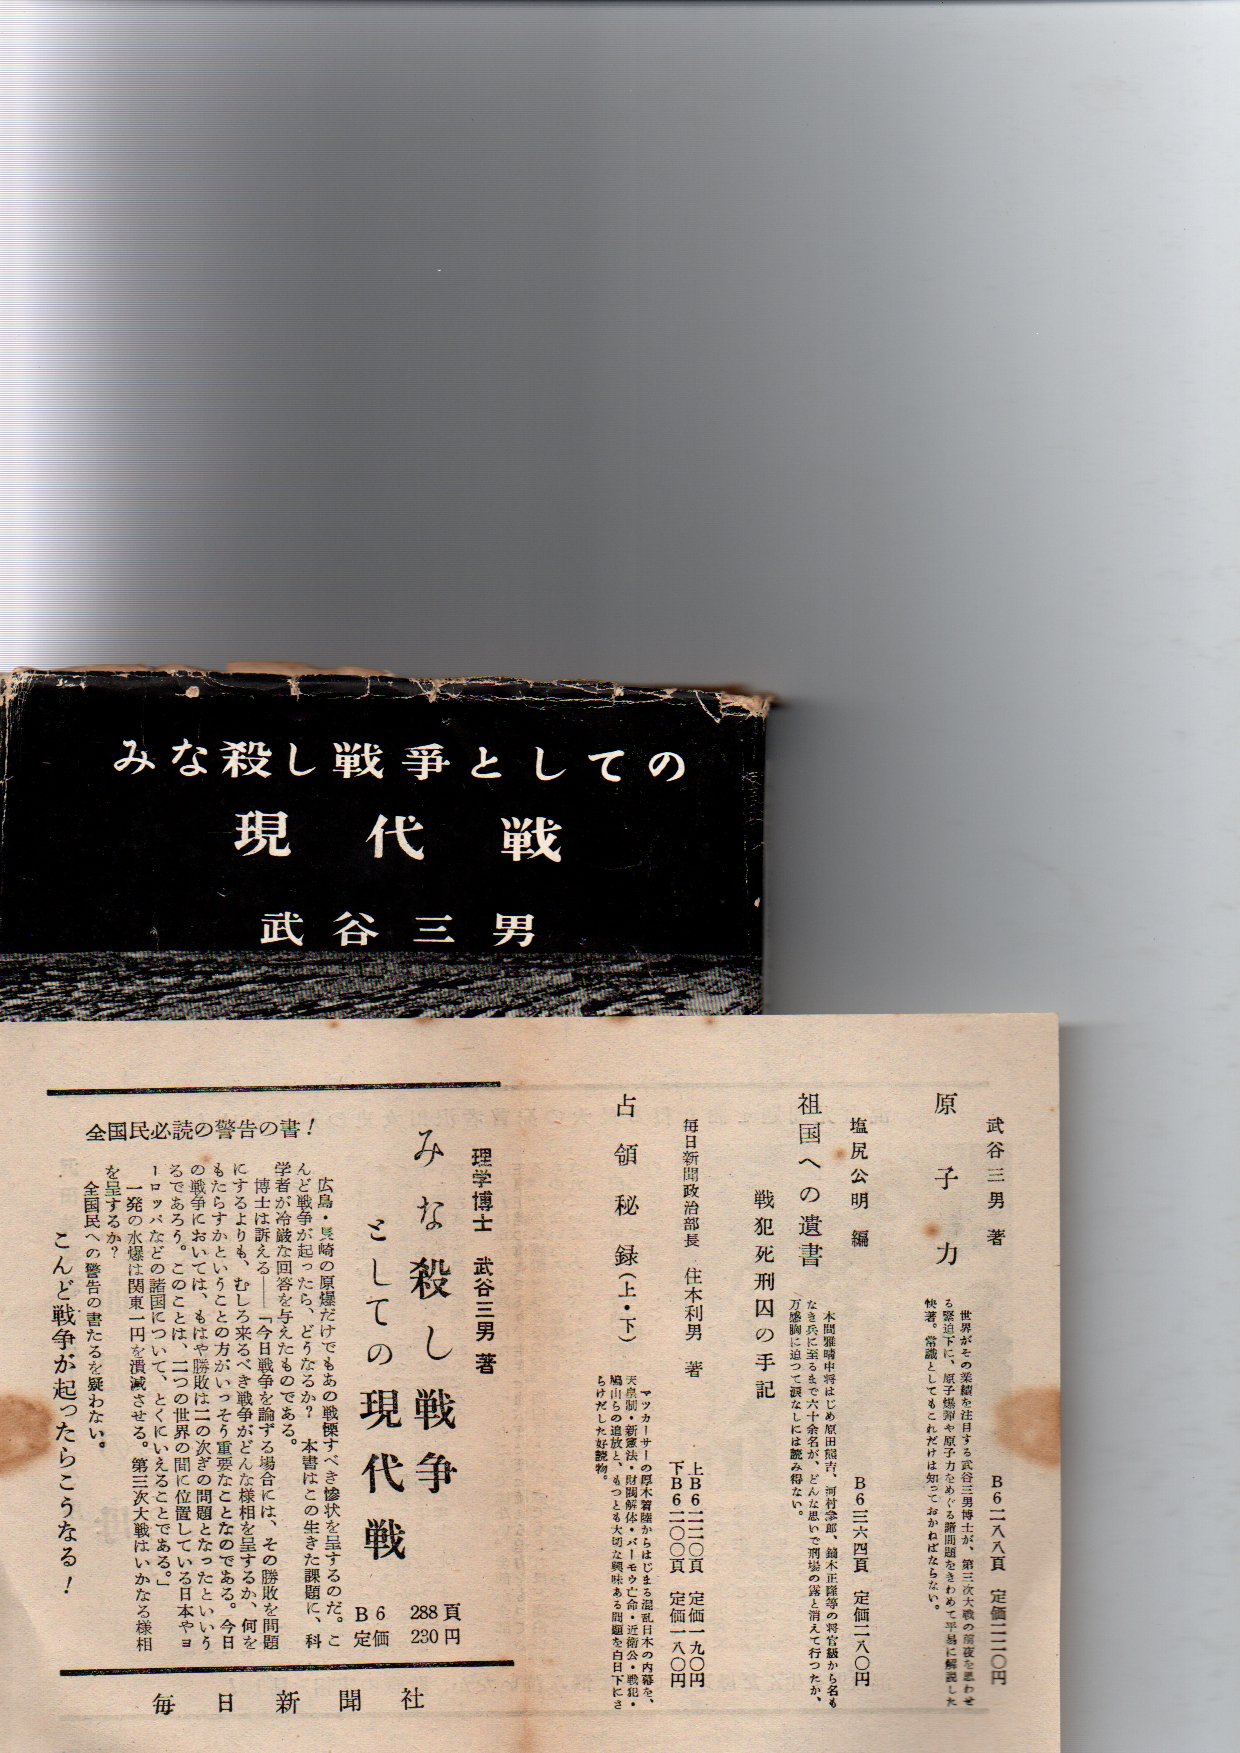 みな殺し戦爭としての
現代戦
武谷三男
武谷三男著
原子力
B6二八八頁 定価二二〇円
世界がその業績を注目する武谷三男博士が、第三次大戦の前夜を思わせ
る緊迫下に、原子爆弾や原子力をめぐる諸問題をきわめて平易に解説した
快著。常識としてもこれだけは知っておかねばならない。
塩尻公明 編
祖国への遺書
戦犯死刑囚の手記
B6三六四頁 定価二八〇円
本間雅晴中将はじめ原田熊吉、河村参郎、鏑木正隆等の将官級から名も
なき兵に至るまで六十余名が、どんな思いで刑場の露と消えて行つたか、
万感胸に迫つて涙なしには読み得ない。
毎日新聞政治部長 住本利男 著
占領秘録(上・下)
上B6二二〇頁 定価一九〇円
下B6二〇〇頁 定価一八〇円
マッカーサーの厚木着陸からはじまる混乱日本の内幕を、
天皇制・新憲法・財閥解体・バーモウ亡命・近衛公・戦犯・
鳩山らの追放と、もつとも大切な興味ある問題を白日下にさ
らけだした好読物。
理学博士 武谷三男著
みな殺し戦争
としての現代戦
B6 288頁
定価 230円
広島・長崎の原爆だけでもあの戦慄すべき惨状を呈するのだ。こ
んど戦争が起ったら、どうなるか? 本書はこの生きた課題に、科
学者が冷厳な回答を与えたものである。
博士は訴える――「今日戦争を論ずる場合には、その勝敗を問題
にするよりも、むしろ来るべき戦争がどんな様相を呈するか、何を
もたらすかということの方がいっそう重要なことなのである。今日
の戦争においては、もはや勝敗は二の次ぎの問題となったといいう
るであろう。このことは、二つの世界の間に位置している日本やヨ
ーロッパなどの諸国について、とくにいえることである。」
一発の水爆は関東一円を潰滅させる。第三次大戦はいかなる様相
を呈するか?
全国民への警告の書たるを疑わない。
全国民必読の警告の書!
こんど戦争が起ったらこうなる!
毎日新聞社